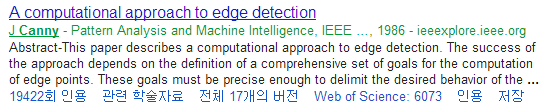 A computational approach to edge detection
J Canny - Pattern Analysis and Machine Intelligence, IEEE ..., 1986 - ieeexplore.ieee.org
Abstract-This paper describes a computational approach to edge detection. The success of
the approach depends on the definition of a comprehensive set of goals for the computation
of edge points. These goals must be precise enough to delimit the desired behavior of the ...
19422회 인용 관련 학술자료 전체 17개의 버전 Web of Science: 6073 인용 저장